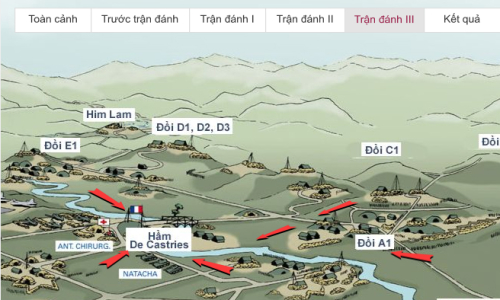 Toàn cảnh
Trước trận đánh
Trận đánh I
Trận đánh II
Trận đánh III
Kết quả
Him Lam
Đồi D1, D2, D3
Đồi E1
Đồi C1
Đồi
Hầm
De Castries
Đồi A1
ANT. CHIRURG.
NATACHA